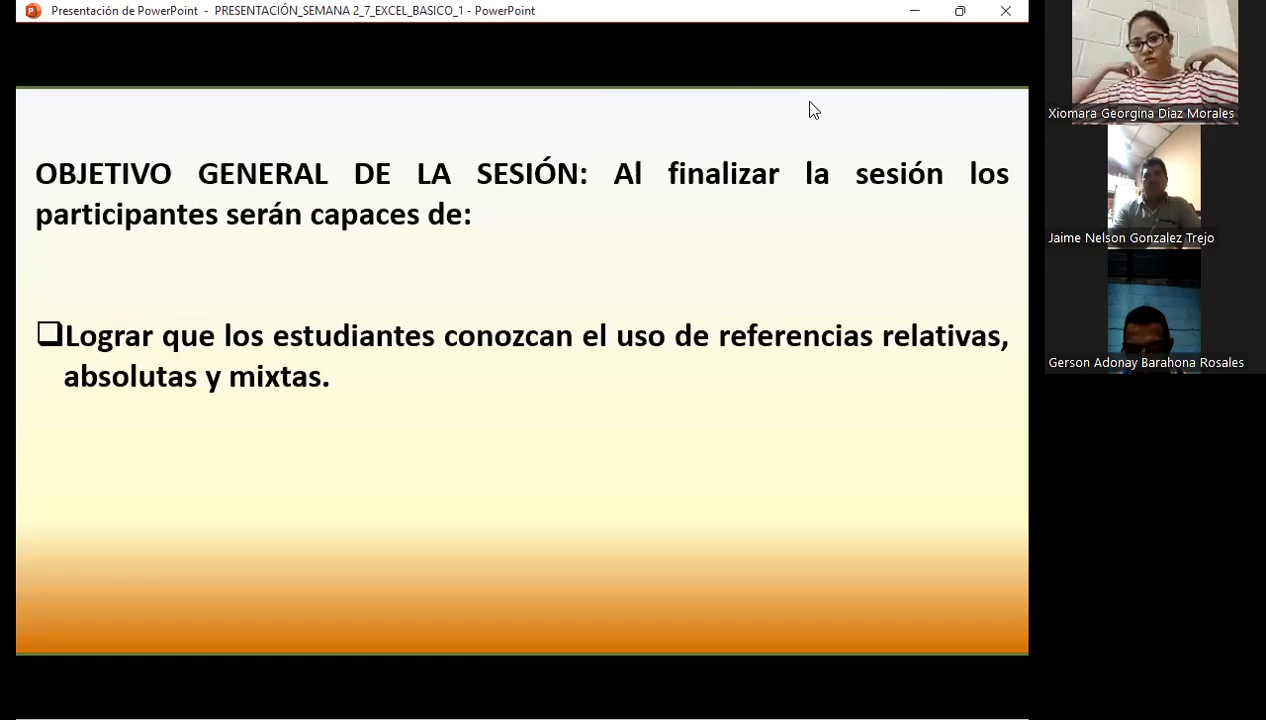 Presentación de PowerPoint - PRESENTACIÓN_SEMANA 2_7_EXCEL_BASICO_1 - PowerPoint
OBJETIVO GENERAL DE LA SESIÓN: Al finalizar la sesión los
participantes serán capaces de:
Lograr que los estudiantes conozcan el uso de referencias relativas,
absolutas y mixtas.
Xiomara Georgina Díaz Morales
Jaime Nelson Gonzalez Trejo
Gerson Adonay Barahona Rosales